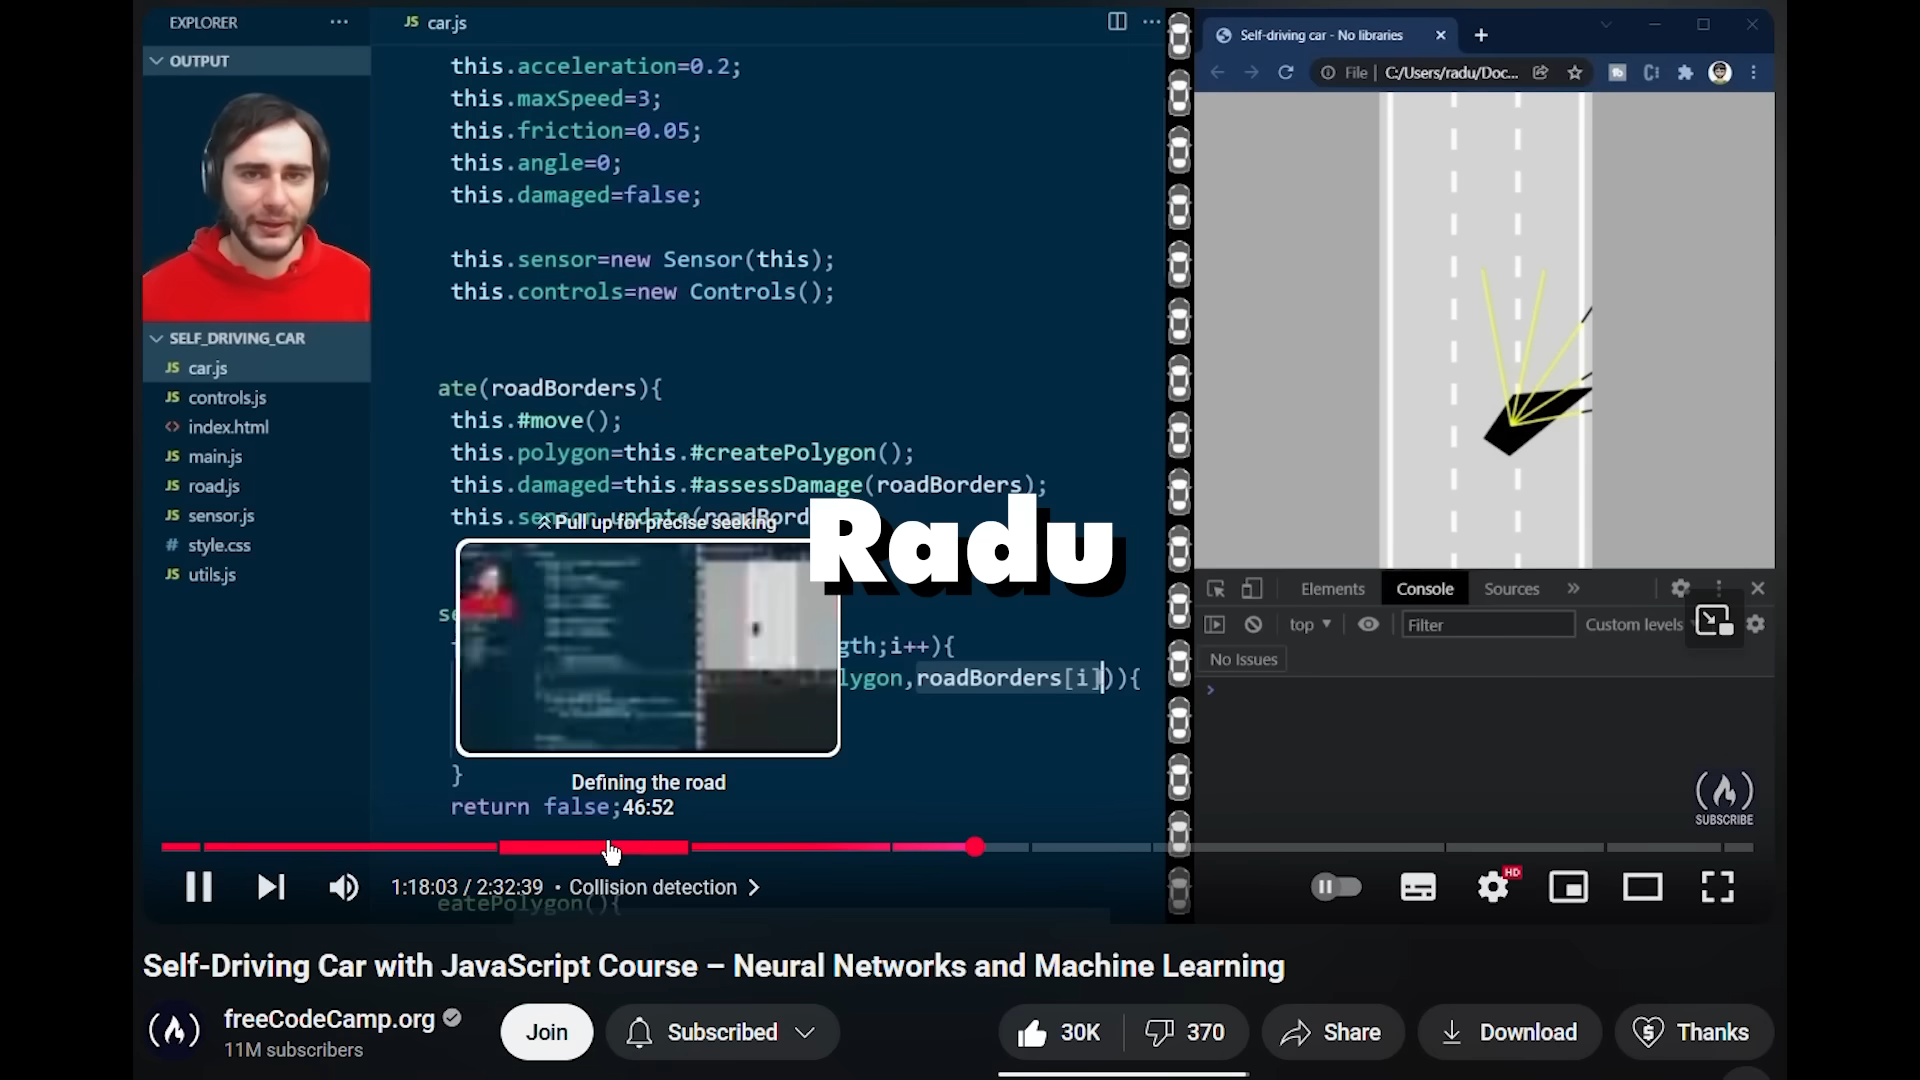 EXPLORER
OUTPUT
SELF_DRIVING_CAR
JS car.js
JS controls.js
<> index.html
JS main.js
JS road.js
JS sensor.js
# style.css
JS utils.js
JS car.js
this.acceleration=0.2;
this.maxSpeed=3;
this.friction=0.05;
this.angle=0;
this.damaged=false;
this.sensor=new Sensor(this);
this.controls=new Controls();
ate(roadBorders){
this.#move();
this.polygon=this.#createPolygon();
this.damaged=this.#assessDamage(roadBorders);
this.sensor.update(roadBord
Pull up for precise seeking
Radu
gth;i++){
lygon,roadBorders[i])){
}
return false;
Defining the road
46:52
eatePolygon(){
Self-driving car - No libraries
File C:/Users/radu/Doc...
Elements Console Sources
top Filter Custom levels
No Issues
SUBSCRIBE
1:18:03 / 2:32:39 • Collision detection
HD
Self-Driving Car with JavaScript Course – Neural Networks and Machine Learning
freeCodeCamp.org
11M subscribers
Join
Subscribed
30K
370
Share
Download
Thanks